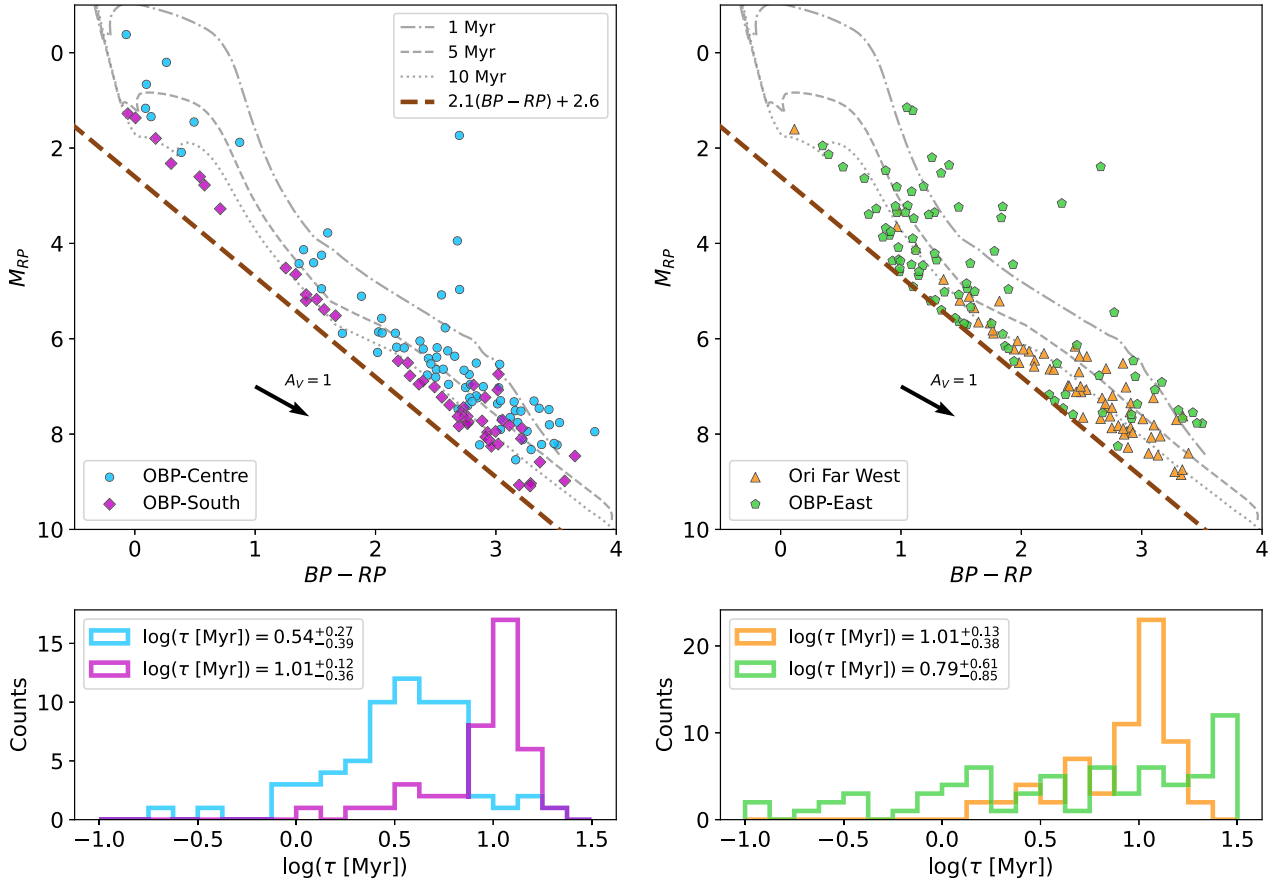 0
2
4
6
8
10
M_{RP}
1 Myr
5 Myr
10 Myr
2.1(BP − RP) + 2.6
A_V = 1
OBP-Centre
OBP-South
0 1 2 3 4
BP − RP
0
2
4
6
8
10
M_{RP}
A_V = 1
Ori Far West
OBP-East
0 1 2 3 4
BP − RP
15
10
5
0
Counts
log(τ [Myr]) = 0.54^{+0.27}_{−0.39}
log(τ [Myr]) = 1.01^{+0.12}_{−0.36}
−1.0 −0.5 0.0 0.5 1.0 1.5
log(τ [Myr])
20
10
0
Counts
log(τ [Myr]) = 1.01^{+0.13}_{−0.38}
log(τ [Myr]) = 0.79^{+0.61}_{−0.85}
−1.0 −0.5 0.0 0.5 1.0 1.5
log(τ [Myr])